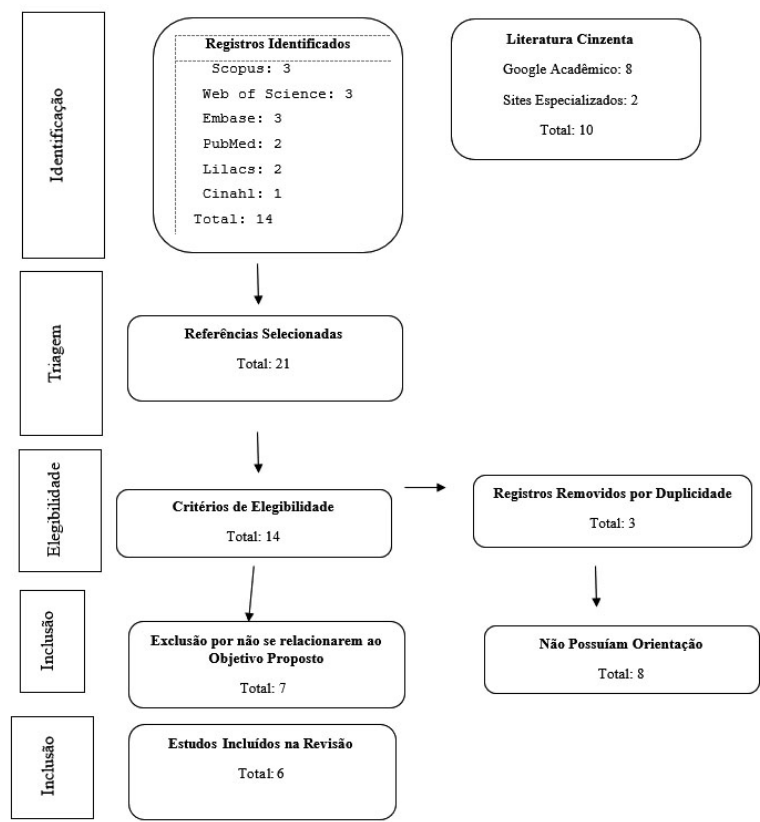 Identificação
Registros Identificados
Scopus: 3
Web of Science: 3
Embase: 3
PubMed: 2
Lilacs: 2
Cinahl: 1
Total: 14
Literatura Cinzenta
Google Acadêmico: 8
Sites Especializados: 2
Total: 10
Triagem
Referências Selecionadas
Total: 21
Elegibilidade
Critérios de Elegibilidade
Total: 14
Registros Removidos por Duplicidade
Total: 3
Inclusão
Exclusão por não se relacionarem ao
Objetivo Proposto
Total: 7
Não Possuíam Orientação
Total: 8
Inclusão
Estudos Incluídos na Revisão
Total: 6